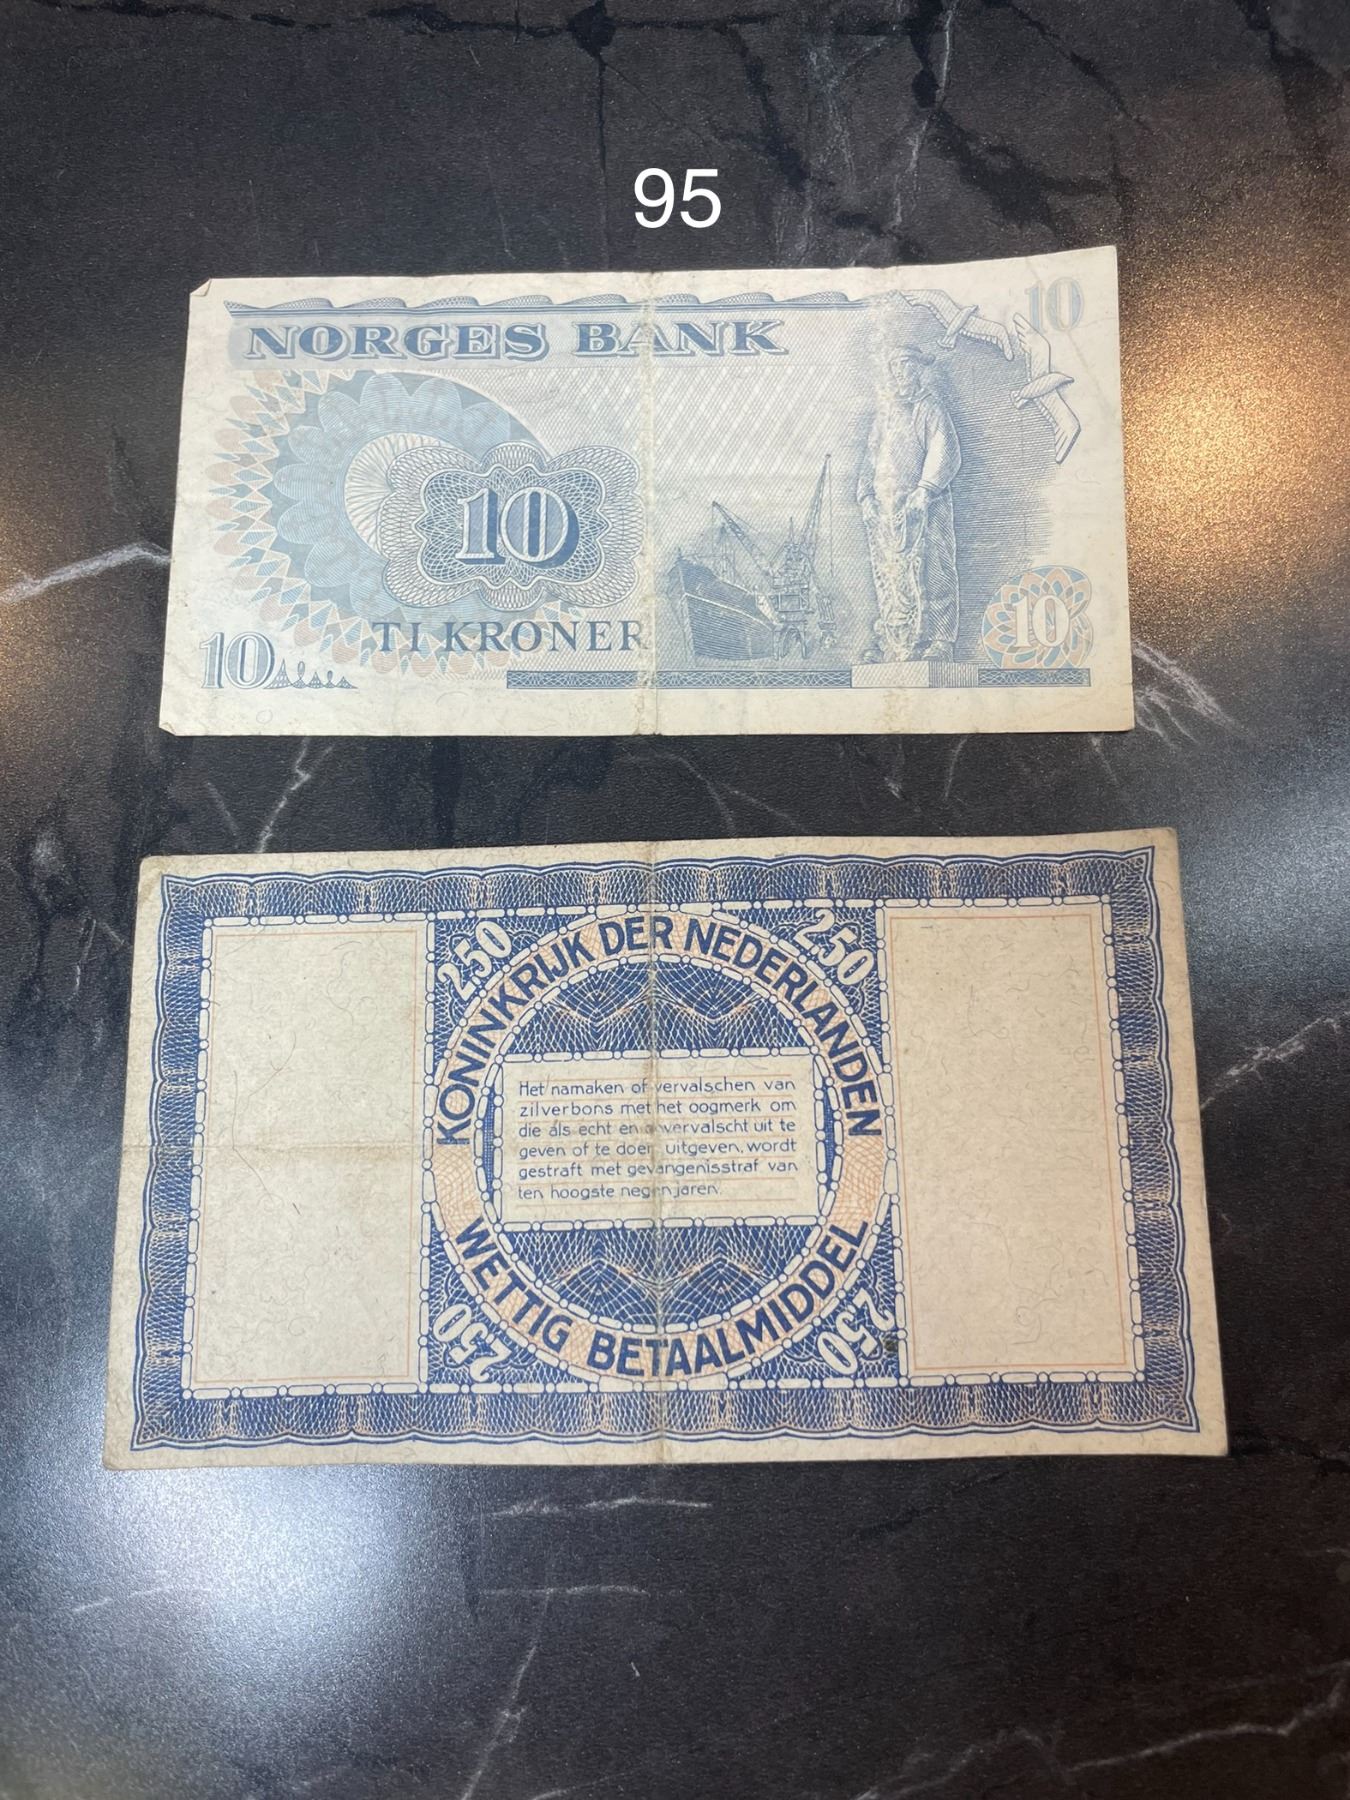 95
NORGES BANK
10
10
TI KRONER
10
10
KONINKRIJK DER NEDERLANDEN
250
250
Het namaken of vervalschen van
zilverbons met het oogmerk om
die als echt en onvervalscht uit te
geven of te doen uitgeven, wordt
gestraft met gevangenisstraf van
ten hoogste negen jaren.
WETTIG BETAALMIDDEL
250
250